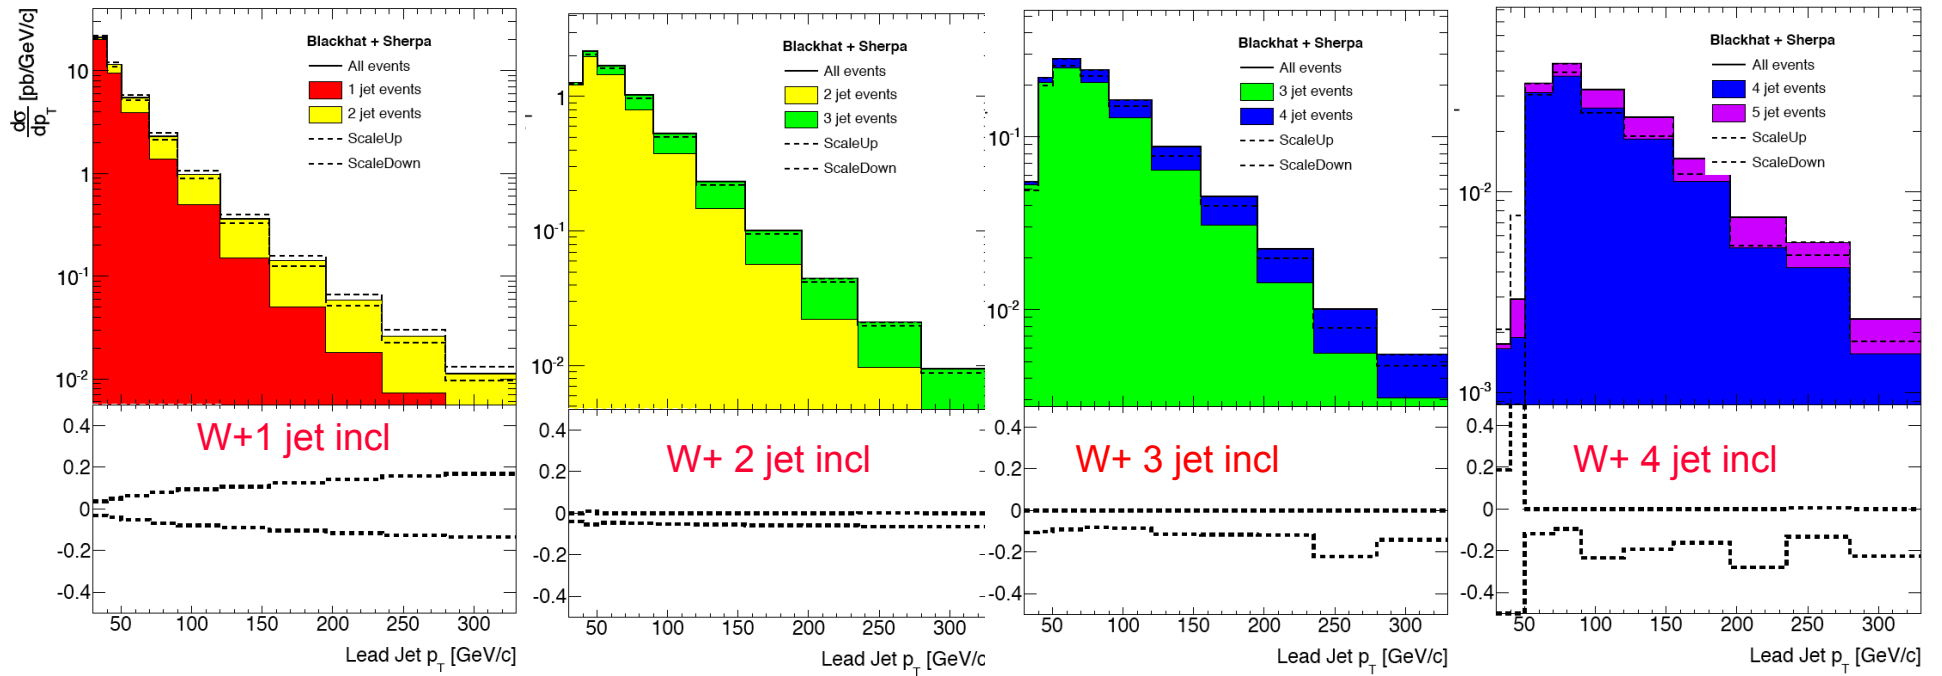 dσ/dp_T [pb/GeV/c]
10
1
10^-1
10^-2
Blackhat + Sherpa
All events
1 jet events
2 jet events
ScaleUp
ScaleDown
W+1 jet incl
0.4
0.2
0
-0.2
-0.4
50 100 150 200 250 300
Lead Jet p_T [GeV/c]
1
10^-1
10^-2
Blackhat + Sherpa
All events
2 jet events
3 jet events
ScaleUp
ScaleDown
W+ 2 jet incl
0.4
0.2
0
-0.2
-0.4
50 100 150 200 250 300
Lead Jet p_T [GeV/c
10^-1
10^-2
Blackhat + Sherpa
All events
3 jet events
4 jet events
ScaleUp
ScaleDown
W+ 3 jet incl
0.4
0.2
0
-0.2
-0.4
50 100 150 200 250 300
Lead Jet p_T [GeV/c]
10^-2
10^-3
Blackhat + Sherpa
All events
4 jet events
5 jet events
ScaleUp
ScaleDown
W+ 4 jet incl
0.4
0.2
0
-0.2
-0.4
50 100 150 200 250 300
Lead Jet p_T [GeV/c]